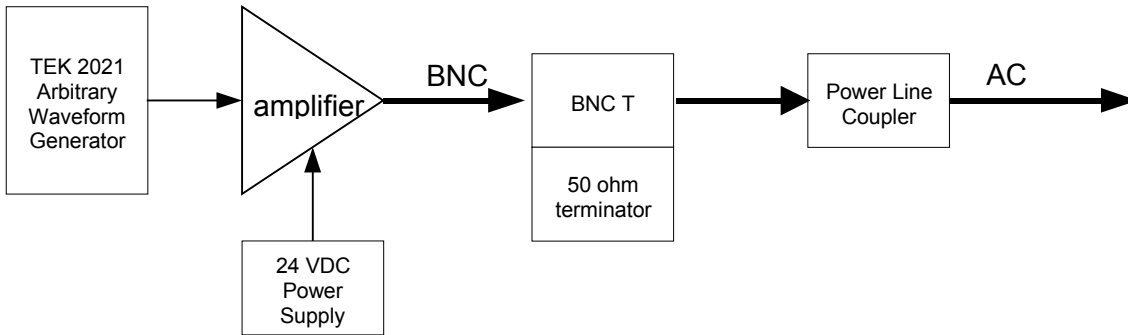 TEK 2021
Arbitrary
Waveform
Generator
amplifier
24 VDC
Power
Supply
BNC
BNC T
50 ohm
terminator
Power Line
Coupler
AC